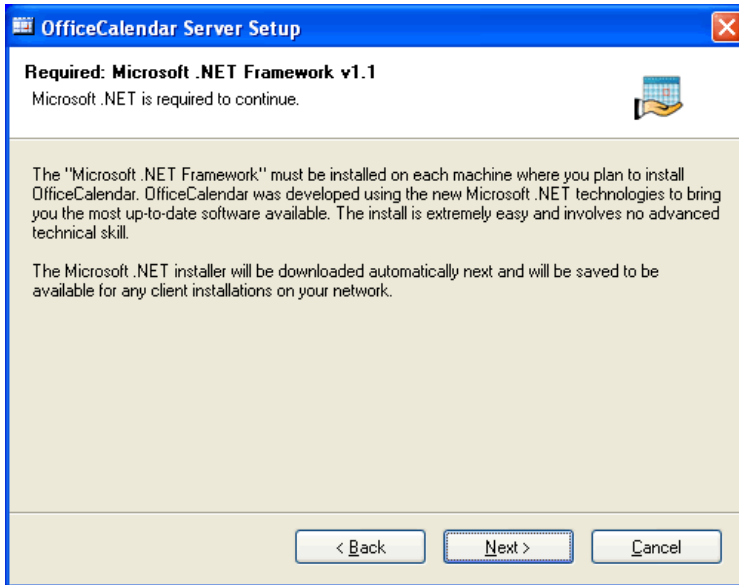 OfficeCalendar Server Setup
Required: Microsoft .NET Framework v1.1
Microsoft .NET is required to continue.
The "Microsoft .NET Framework" must be installed on each machine where you plan to install
OfficeCalendar. OfficeCalendar was developed using the new Microsoft .NET technologies to bring
you the most up-to-date software available. The install is extremely easy and involves no advanced
technical skill.
The Microsoft .NET installer will be downloaded automatically next and will be saved to be
available for any client installations on your network.
< Back Next > Cancel